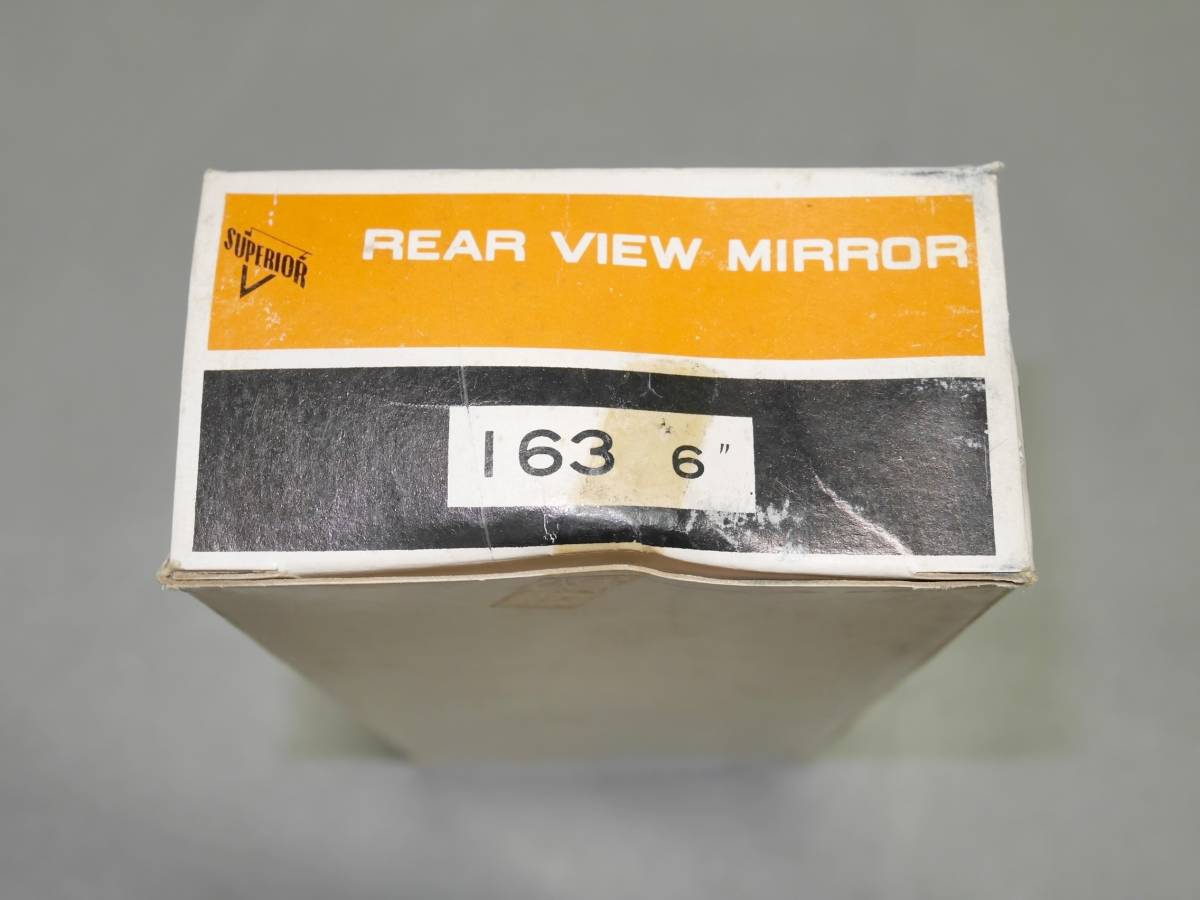 SUPERIOR
REAR VIEW MIRROR
163 6"